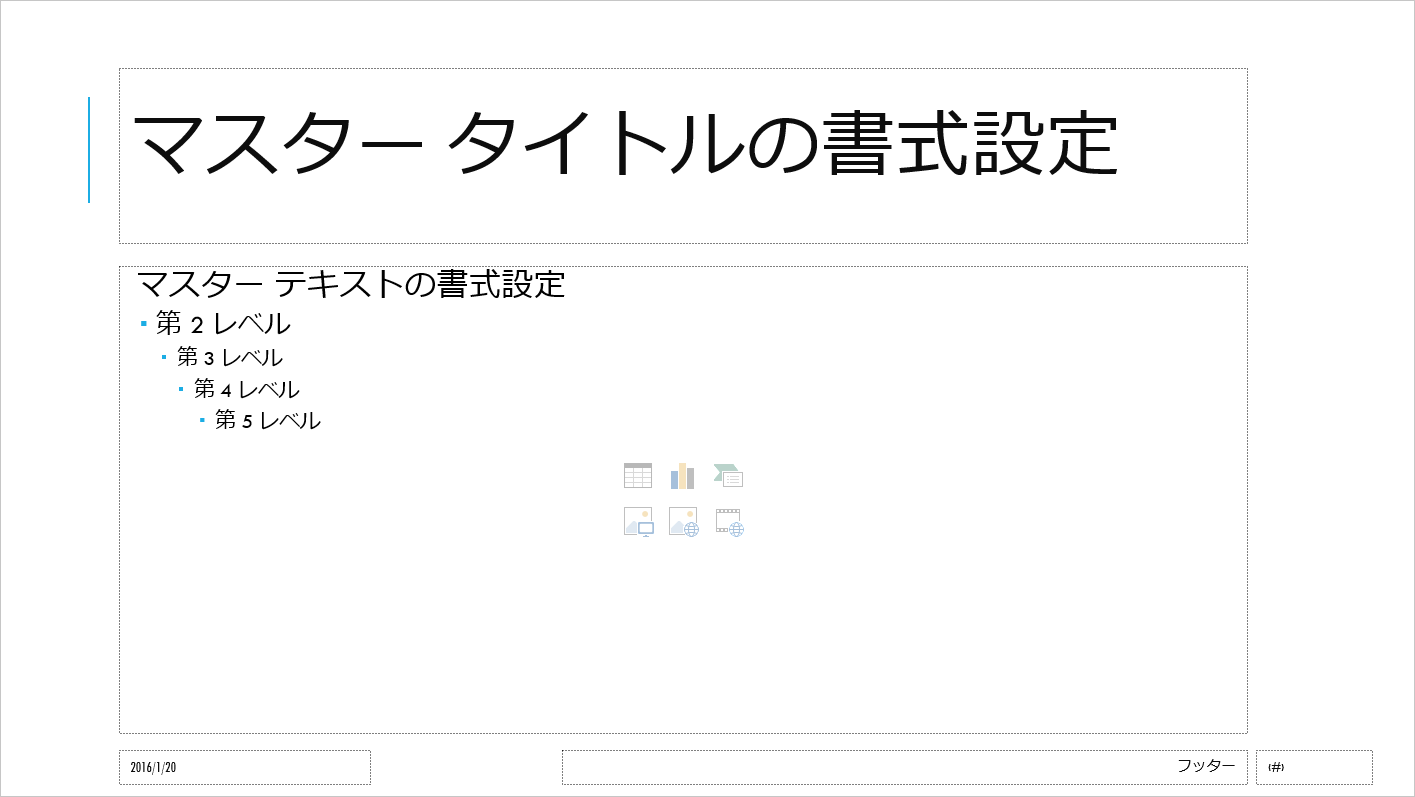 マスター タイトルの書式設定
マスター テキストの書式設定
▪ 第 2 レベル
▪ 第 3 レベル
▪ 第 4 レベル
▪ 第 5 レベル
2016/1/20
フッター
‹#›